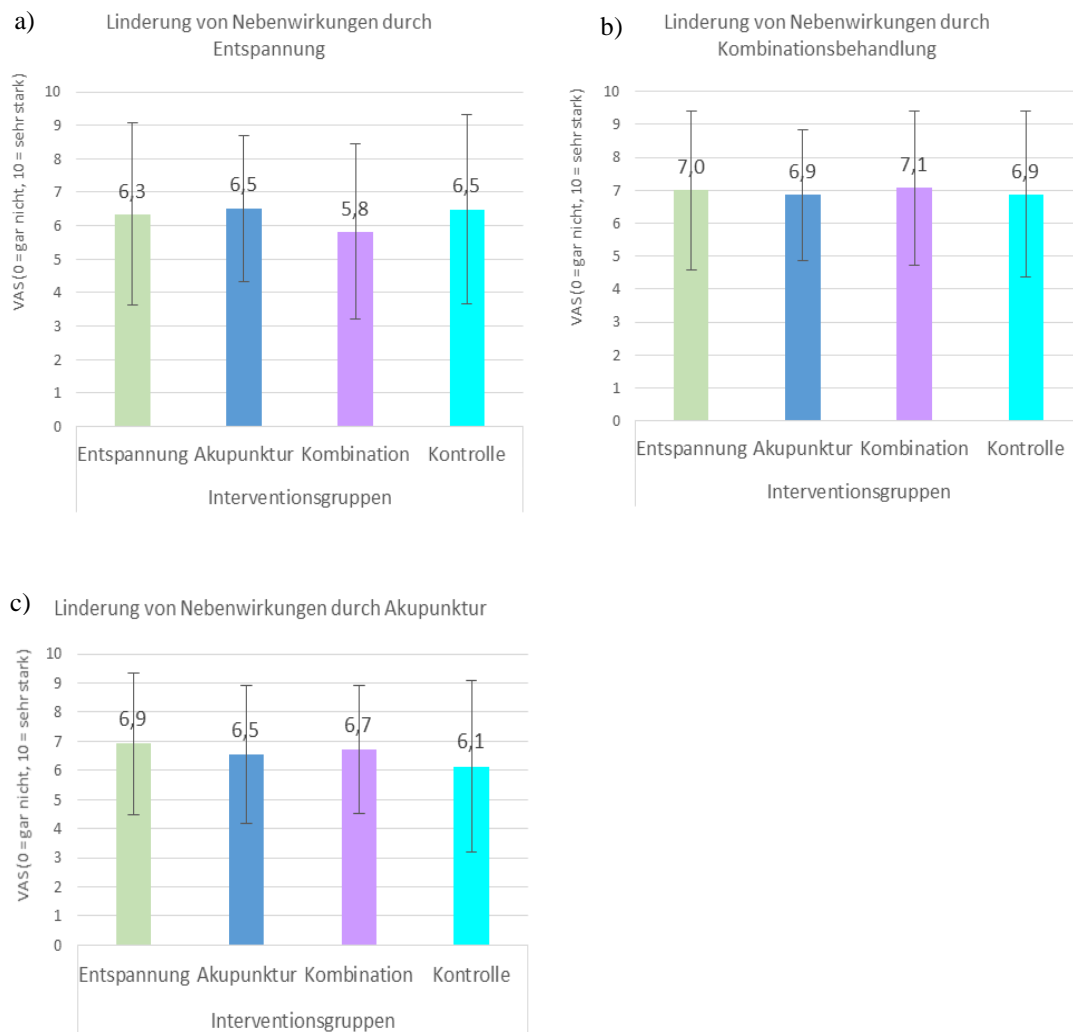 a)
Linderung von Nebenwirkungen durch
Entspannung
VAS (0 = gar nicht, 10 = sehr stark)
10
9
8
7
6
5
4
3
2
1
0
6,3
6,5
5,8
6,5
Entspannung Akupunktur Kombination Kontrolle
Interventionsgruppen
b)
Linderung von Nebenwirkungen durch
Kombinationsbehandlung
VAS (0 = gar nicht, 10 = sehr stark)
10
9
8
7
6
5
4
3
2
1
0
7,0
6,9
7,1
6,9
Entspannung Akupunktur Kombination Kontrolle
Interventionsgruppen
c)
Linderung von Nebenwirkungen durch Akupunktur
VAS (0 = gar nicht, 10 = sehr stark)
10
9
8
7
6
5
4
3
2
1
0
6,9
6,5
6,7
6,1
Entspannung Akupunktur Kombination Kontrolle
Interventionsgruppen